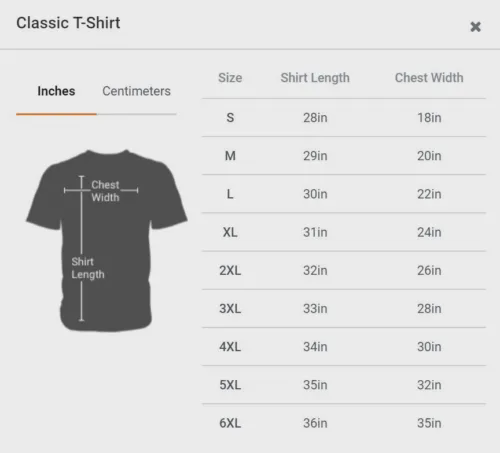 Classic T-Shirt
✖
Inches Centimeters
Size Shirt Length Chest Width
S 28in 18in
M 29in 20in
L 30in 22in
XL 31in 24in
2XL 32in 26in
3XL 33in 28in
4XL 34in 30in
5XL 35in 32in
6XL 36in 35in
Chest
Width
Shirt
Length